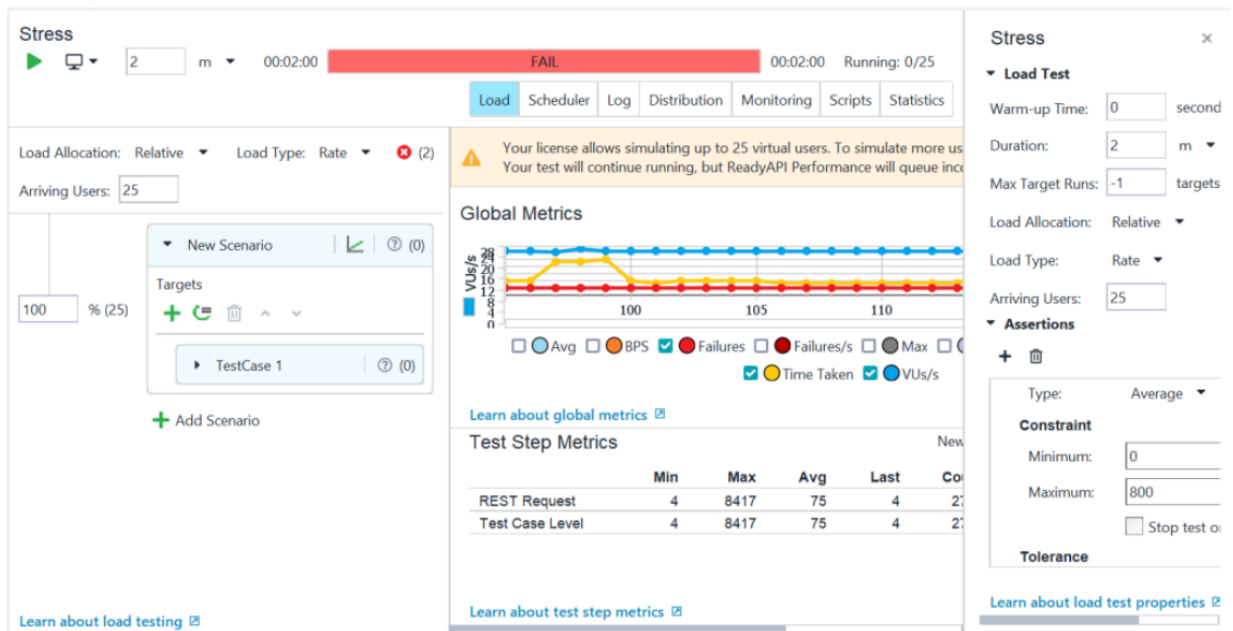 Stress
2 m 00:02:00 FAIL 00:02:00 Running: 0/25
Load Scheduler Log Distribution Monitoring Scripts Statistics
Load Allocation: Relative Load Type: Rate (2)
Arriving Users: 25
100 % (25)
New Scenario (0)
Targets
TestCase 1 (0)
Add Scenario
Learn about load testing
Your license allows simulating up to 25 virtual users. To simulate more us
Your test will continue running, but ReadyAPI Performance will queue inc
Global Metrics
VUs/s
28
24
20
16
12
8
4
0
100 105 110
Avg BPS Failures Failures/s Max
Time Taken VUs/s
Learn about global metrics
Test Step Metrics New
Min Max Avg Last Co
REST Request 4 8417 75 4 27
Test Case Level 4 8417 75 4 27
Learn about test step metrics
Stress
Load Test
Warm-up Time: 0 second
Duration: 2 m
Max Target Runs: -1 targets
Load Allocation: Relative
Load Type: Rate
Arriving Users: 25
Assertions
Type: Average
Constraint
Minimum: 0
Maximum: 800
Stop test o
Tolerance
Learn about load test properties